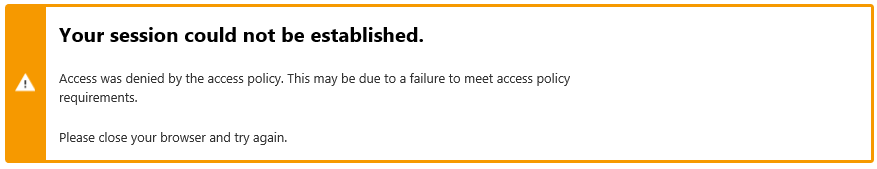 Your session could not be established.
Access was denied by the access policy. This may be due to a failure to meet access policy
requirements.
Please close your browser and try again.